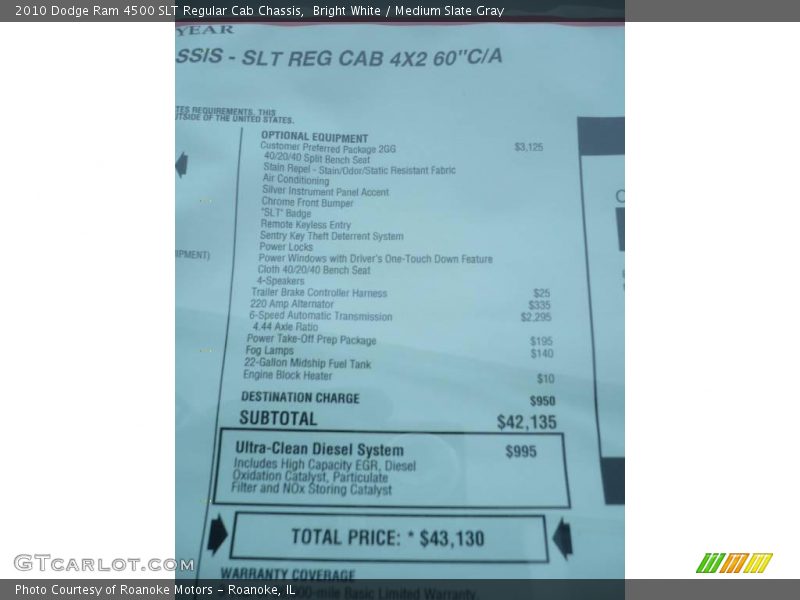 2010 Dodge Ram 4500 SLT Regular Cab Chassis,  Bright White / Medium Slate Gray
YEAR
SSIS - SLT REG CAB 4X2 60"C/A
TES REQUIREMENTS. THIS
UTSIDE OF THE UNITED STATES.
OPTIONAL EQUIPMENT
Customer Preferred Package 2GG $3,125
40/20/40 Split Bench Seat
Stain Repel - Stain/Odor/Static Resistant Fabric
Air Conditioning
Silver Instrument Panel Accent
Chrome Front Bumper
"SLT" Badge
Remote Keyless Entry
Sentry Key Theft Deterrent System
Power Locks
IPMENT) Power Windows with Driver's One-Touch Down Feature
Cloth 40/20/40 Bench Seat
4-Speakers
Trailer Brake Controller Harness $25
220 Amp Alternator $335
6-Speed Automatic Transmission $2,295
4.44 Axle Ratio
Power Take-Off Prep Package $195
Fog Lamps $140
22-Gallon Midship Fuel Tank
Engine Block Heater $10
DESTINATION CHARGE $950
SUBTOTAL $42,135
Ultra-Clean Diesel System $995
Includes High Capacity EGR, Diesel
Oxidation Catalyst, Particulate
Filter and NOx Storing Catalyst
TOTAL PRICE: * $43,130
GTcarlot.com
WARRANTY COVERAGE
00-mile Basic Limited Warranty.
Photo Courtesy of Roanoke Motors - Roanoke, IL